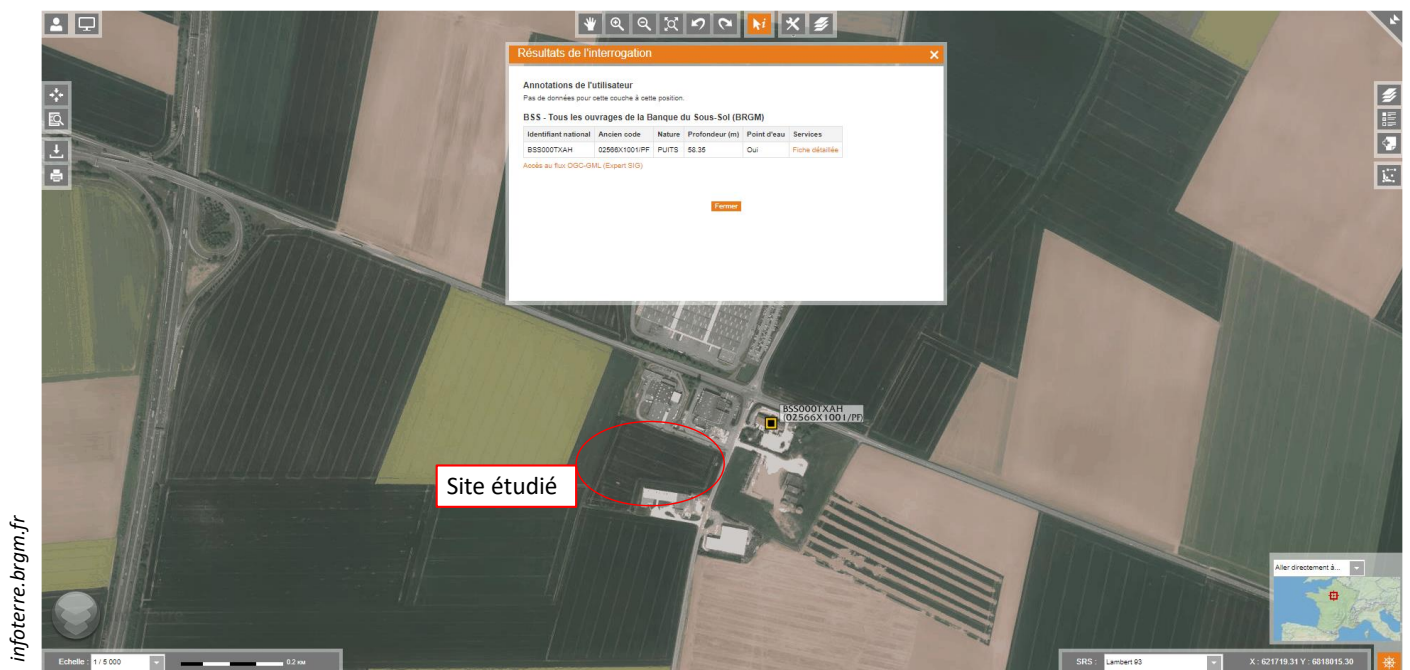 Résultats de l'interrogation
Annotations de l'utilisateur
Pas de données pour cette couche à cette position.
BSS - Tous les ouvrages de la Banque du Sous-Sol (BRGM)
Identifiant national Ancien code Nature Profondeur (m) Point d'eau Services
BSS000TXAH 02566X1001/PF PUITS 58.35 Oui Fiche détaillée
Accès au flux OGC-GML (Expert SIG)
Fermer
BSS000TXAH
(02566X1001/PF)
Site étudié
infoterre.brgm.fr
Aller directement à...
Echelle : 1 / 5 000
0.2 KM
SRS : Lambert 93
X : 621719.31 Y : 6818015.30